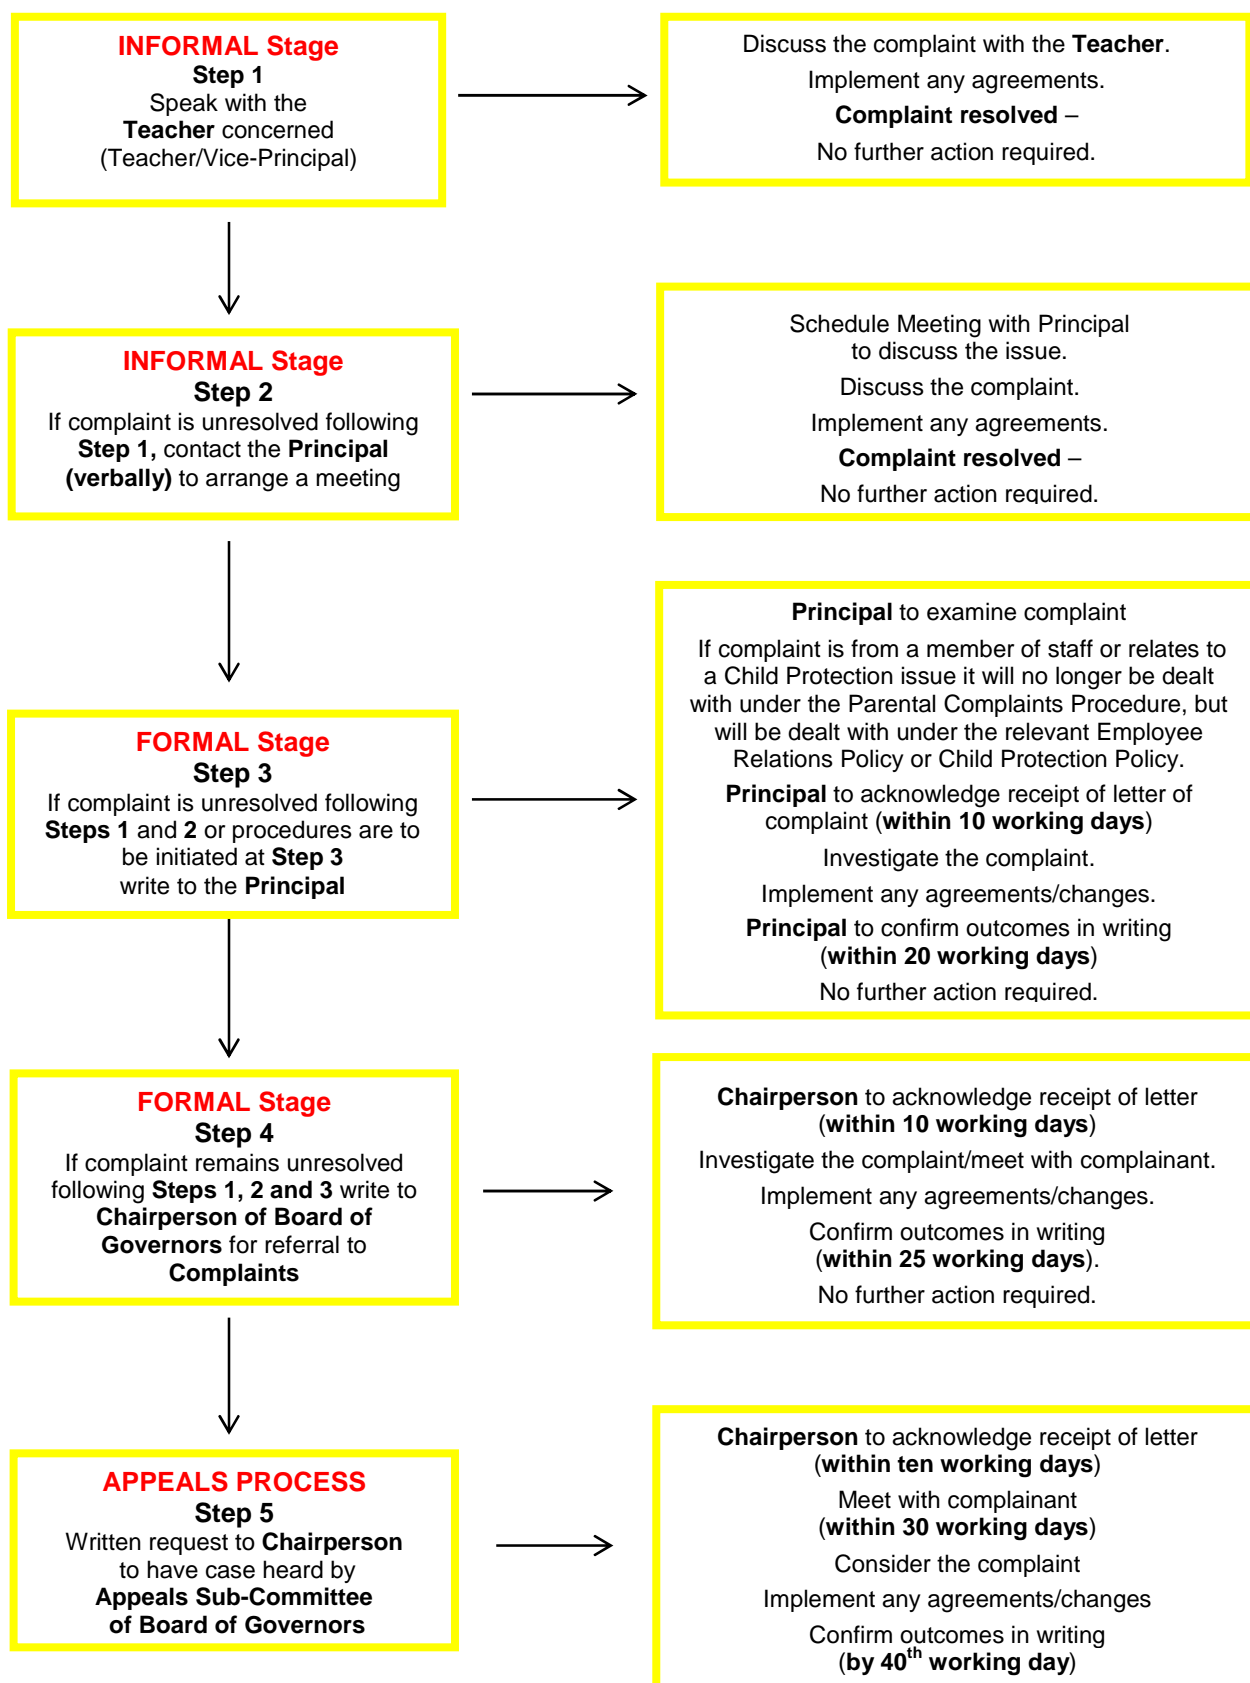 INFORMAL Stage
Step 1
Speak with the
Teacher concerned
(Teacher/Vice-Principal)
Discuss the complaint with the Teacher.
Implement any agreements.
Complaint resolved –
No further action required.
INFORMAL Stage
Step 2
If complaint is unresolved following
Step 1, contact the Principal
(verbally) to arrange a meeting
Schedule Meeting with Principal
to discuss the issue.
Discuss the complaint.
Implement any agreements.
Complaint resolved –
No further action required.
FORMAL Stage
Step 3
If complaint is unresolved following
Steps 1 and 2 or procedures are to
be initiated at Step 3
write to the Principal
Principal to examine complaint
If complaint is from a member of staff or relates to
a Child Protection issue it will no longer be dealt
with under the Parental Complaints Procedure, but
will be dealt with under the relevant Employee
Relations Policy or Child Protection Policy.
Principal to acknowledge receipt of letter of
complaint (within 10 working days)
Investigate the complaint.
Implement any agreements/changes.
Principal to confirm outcomes in writing
(within 20 working days)
No further action required.
FORMAL Stage
Step 4
If complaint remains unresolved
following Steps 1, 2 and 3 write to
Chairperson of Board of
Governors for referral to
Complaints
Chairperson to acknowledge receipt of letter
(within 10 working days)
Investigate the complaint/meet with complainant.
Implement any agreements/changes.
Confirm outcomes in writing
(within 25 working days).
No further action required.
APPEALS PROCESS
Step 5
Written request to Chairperson
to have case heard by
Appeals Sub-Committee
of Board of Governors
Chairperson to acknowledge receipt of letter
(within ten working days)
Meet with complainant
(within 30 working days)
Consider the complaint
Implement any agreements/changes
Confirm outcomes in writing
(by 40th working day)